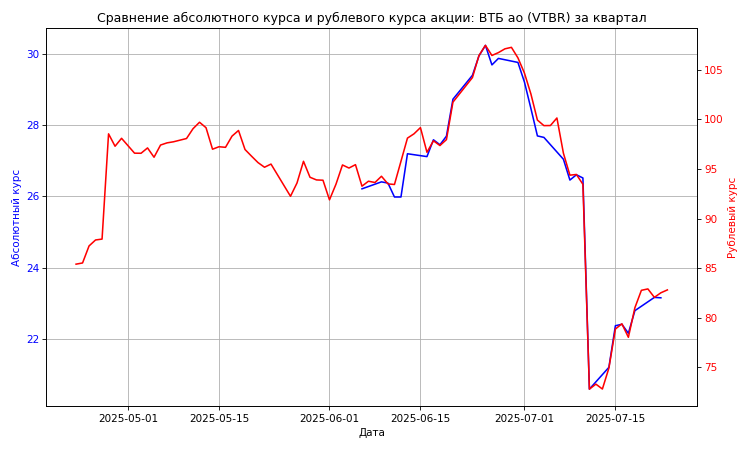 Сравнение абсолютного курса и рублевого курса акции: ВТБ ао (VTBR) за квартал
30
28
26
24
22
Абсолютный курс
105
100
95
90
85
80
75
Рублевый курс
2025-05-01 2025-05-15 2025-06-01 2025-06-15 2025-07-01 2025-07-15
Дата